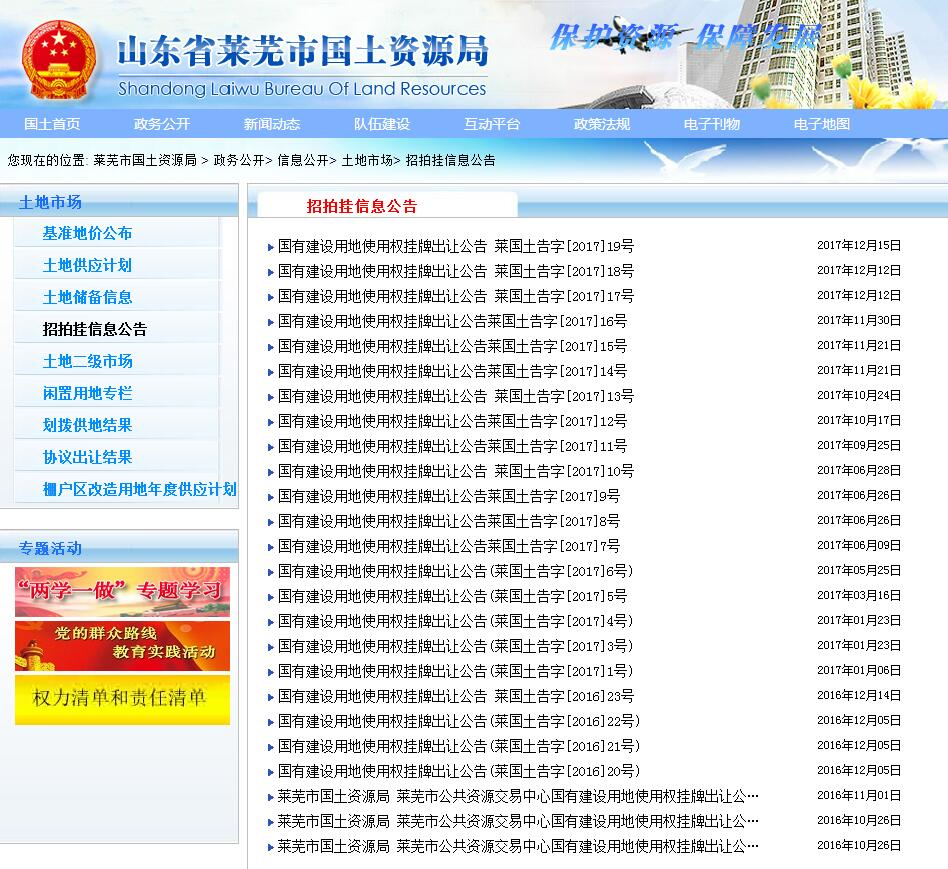 山东省莱芜市国土资源局
Shandong Laiwu Bureau Of Land Resources
保护资源 保障发展
国土首页 政务公开 新闻动态 队伍建设 互动平台 政策法规 电子刊物 电子地图
您现在的位置: 莱芜市国土资源局 > 政务公开> 信息公开> 土地市场> 招拍挂信息公告
土地市场
基准地价公布
土地供应计划
土地储备信息
招拍挂信息公告
土地二级市场
闲置用地专栏
划拨供地结果
协议出让结果
棚户区改造用地年度供应计划
专题活动
“两学一做”专题学习
党的群众路线
教育实践活动
权力清单和责任清单
招拍挂信息公告
国有建设用地使用权挂牌出让公告 莱国土告字[2017]19号 2017年12月15日
国有建设用地使用权挂牌出让公告 莱国土告字[2017]18号 2017年12月12日
国有建设用地使用权挂牌出让公告 莱国土告字[2017]17号 2017年12月12日
国有建设用地使用权挂牌出让公告莱国土告字[2017]16号 2017年11月30日
国有建设用地使用权挂牌出让公告莱国土告字[2017]15号 2017年11月21日
国有建设用地使用权挂牌出让公告莱国土告字[2017]14号 2017年11月21日
国有建设用地使用权挂牌出让公告 莱国土告字[2017]13号 2017年10月24日
国有建设用地使用权挂牌出让公告莱国土告字[2017]12号 2017年10月17日
国有建设用地使用权挂牌出让公告莱国土告字[2017]11号 2017年09月25日
国有建设用地使用权挂牌出让公告 莱国土告字[2017]10号 2017年06月28日
国有建设用地使用权挂牌出让公告莱国土告字[2017]9号 2017年06月26日
国有建设用地使用权挂牌出让公告莱国土告字[2017]8号 2017年06月26日
国有建设用地使用权挂牌出让公告莱国土告字[2017]7号 2017年06月09日
国有建设用地使用权挂牌出让公告(莱国土告字[2017]6号) 2017年05月25日
国有建设用地使用权挂牌出让公告(莱国土告字[2017]5号 2017年03月16日
国有建设用地使用权挂牌出让公告(莱国土告字[2017]4号) 2017年01月23日
国有建设用地使用权挂牌出让公告(莱国土告字[2017]3号) 2017年01月23日
国有建设用地使用权挂牌出让公告(莱国土告字[2017]1号) 2017年01月06日
国有建设用地使用权挂牌出让公告 莱国土告字[2016]23号 2016年12月14日
国有建设用地使用权挂牌出让公告(莱国土告字[2016]22号) 2016年12月05日
国有建设用地使用权挂牌出让公告(莱国土告字[2016]21号) 2016年12月05日
国有建设用地使用权挂牌出让公告(莱国土告字[2016]20号) 2016年12月05日
莱芜市国土资源局 莱芜市公共资源交易中心国有建设用地使用权挂牌出让公… 2016年11月01日
莱芜市国土资源局 莱芜市公共资源交易中心国有建设用地使用权挂牌出让公… 2016年10月26日
莱芜市国土资源局 莱芜市公共资源交易中心国有建设用地使用权挂牌出让公… 2016年10月26日